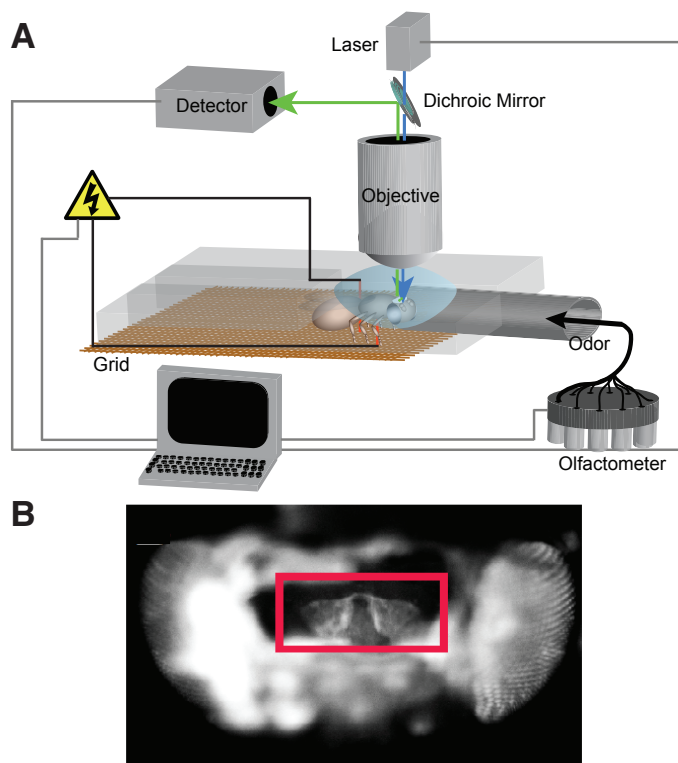 A
Laser
Dichroic Mirror
Detector
Objective
Grid
Odor
Olfactometer
B